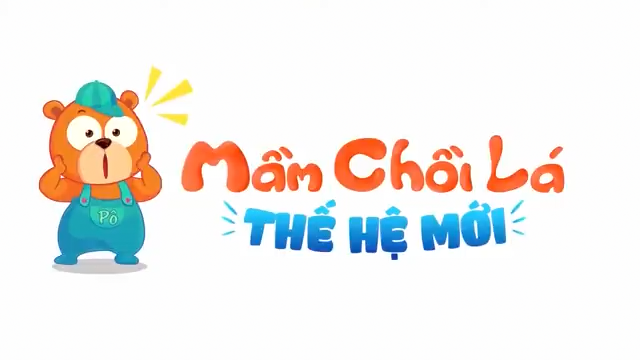 Pô
Mầm Chồi Lá
THẾ HỆ MỚI